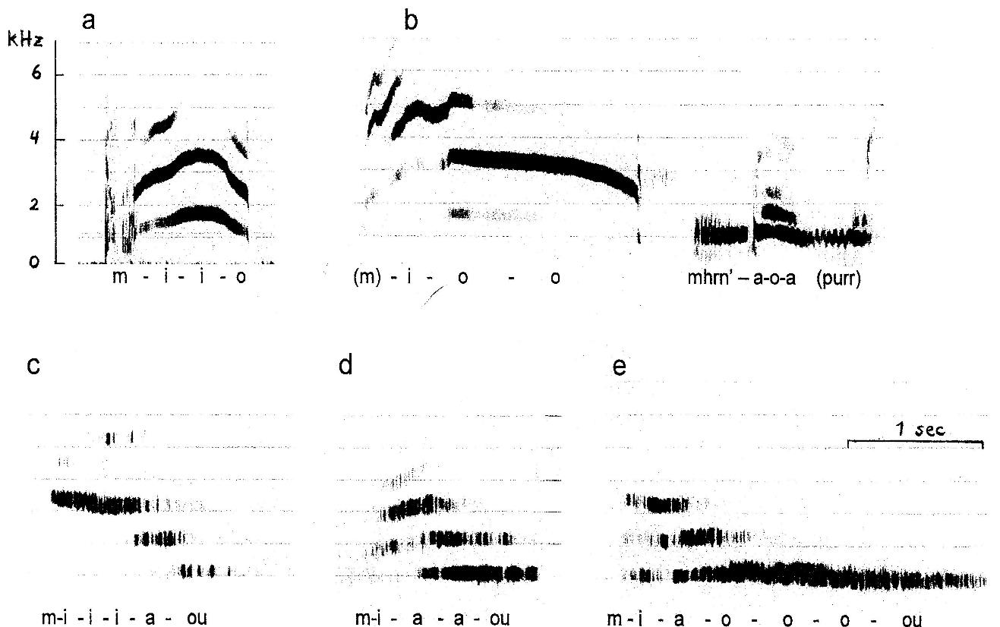 a
b
kHz
6
4
2
0
m - i - i - o
(m) - i - o - o
mhrn' – a-o-a (purr)
c
d
e
1 sec
m-i - i - i - a - ou
m-i - a - a - ou
m - i - a - o - o - o - ou